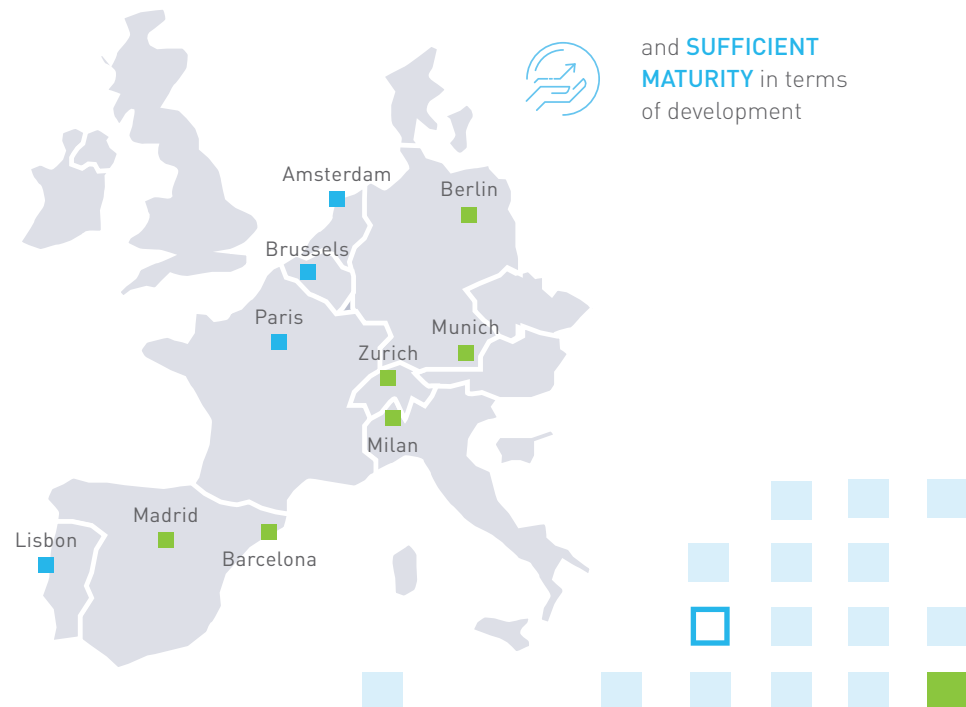 and SUFFICIENT
MATURITY in terms
of development
Amsterdam
Berlin
Brussels
Paris
Munich
Zurich
Milan
Madrid
Lisbon
Barcelona